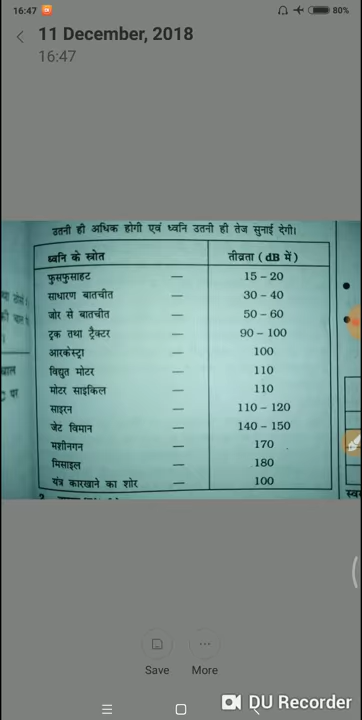 16:47 80%
11 December, 2018
16:47
उतनी ही अधिक होगी एवं ध्वनि उतनी ही तेज सुनाई देगी।
ध्वनि के स्रोत तीव्रता ( dB में )
फुसफुसाहट — 15 – 20
साधारण बातचीत — 30 – 40
जोर से बातचीत — 50 – 60
ट्रक तथा ट्रैक्टर — 90 – 100
आरकेस्ट्रा — 100
विद्युत मोटर — 110
मोटर साइकिल — 110
साइरन — 110 – 120
जेट विमान — 140 – 150
मशीनगन — 170
मिसाइल — 180
यंत्र कारखाने का शोर — 100
Save More
DU Recorder